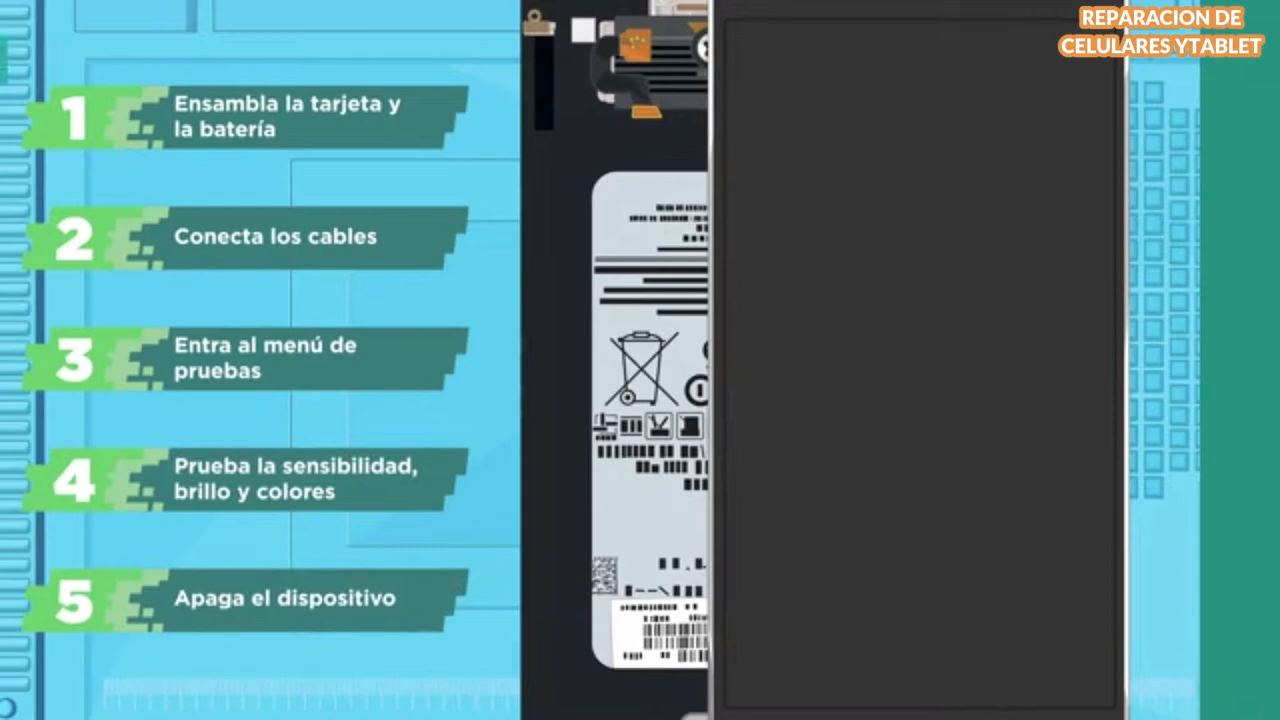 REPARACION DE
CELULARES YTABLET
1
Ensambla la tarjeta y
la batería
2
Conecta los cables
3
Entra al menú de
pruebas
4
Prueba la sensibilidad,
brillo y colores
5
Apaga el dispositivo